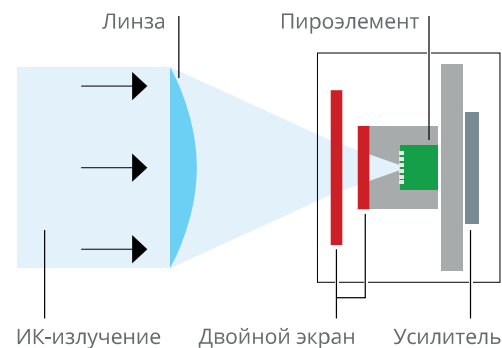 Линза
Пироэлемент
ИК-излучение
Двойной экран
Усилитель